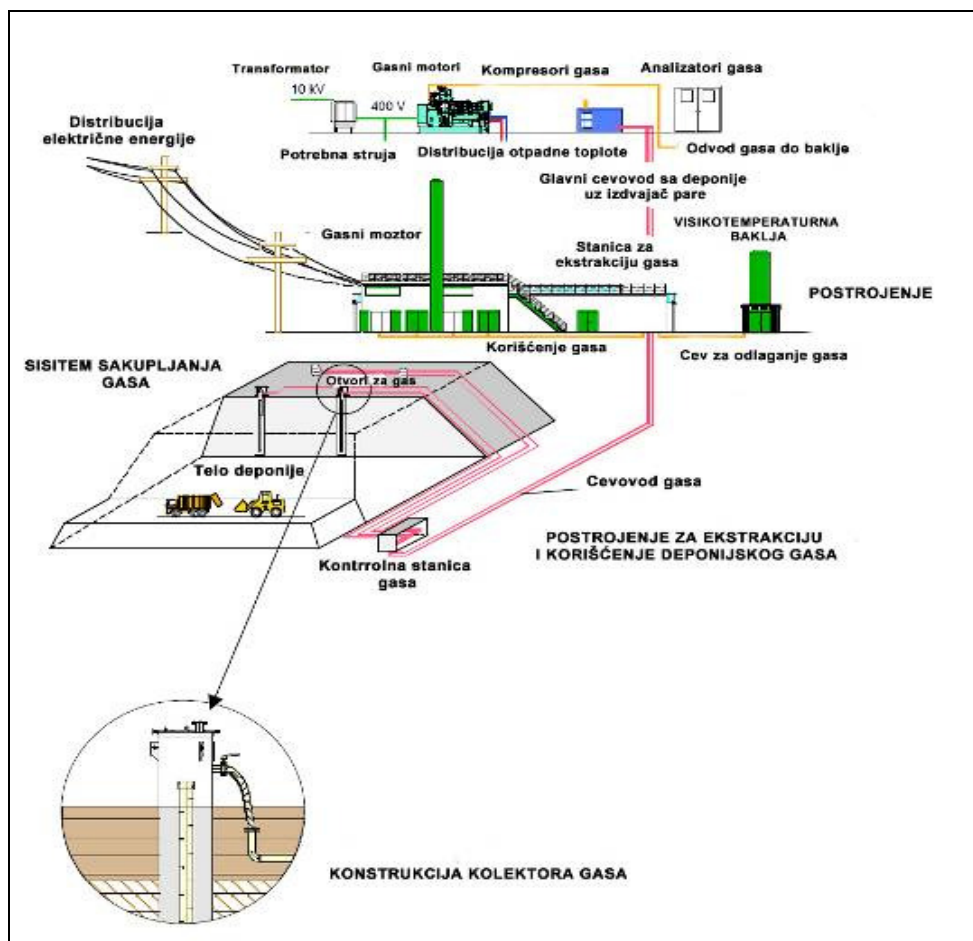 Transformator
Gasni motori
Kompresori gasa
Analizatori gasa
10 kV
400 V
Distribucija
električne energije
Potrebna struja
Distribucija otpadne toplote
Odvod gasa do baklje
Glavni cevovod sa deponije
uz izdvajač pare
Gasni moztor
Stanica za
ekstrakciju gasa
VISIKOTEMPERATURNA
BAKLJA
POSTROJENJE
Korišćenje gasa
Cev za odlaganje gasa
SISITEM SAKUPLJANJA
GASA
Otvori za gas
Telo deponije
Cevovod gasa
POSTROJENJE ZA EKSTRAKCIJU
I KORIŠĆENJE DEPONIJSKOG GASA
Kontrrolna stanica
gasa
KONSTRUKCIJA KOLEKTORA GASA